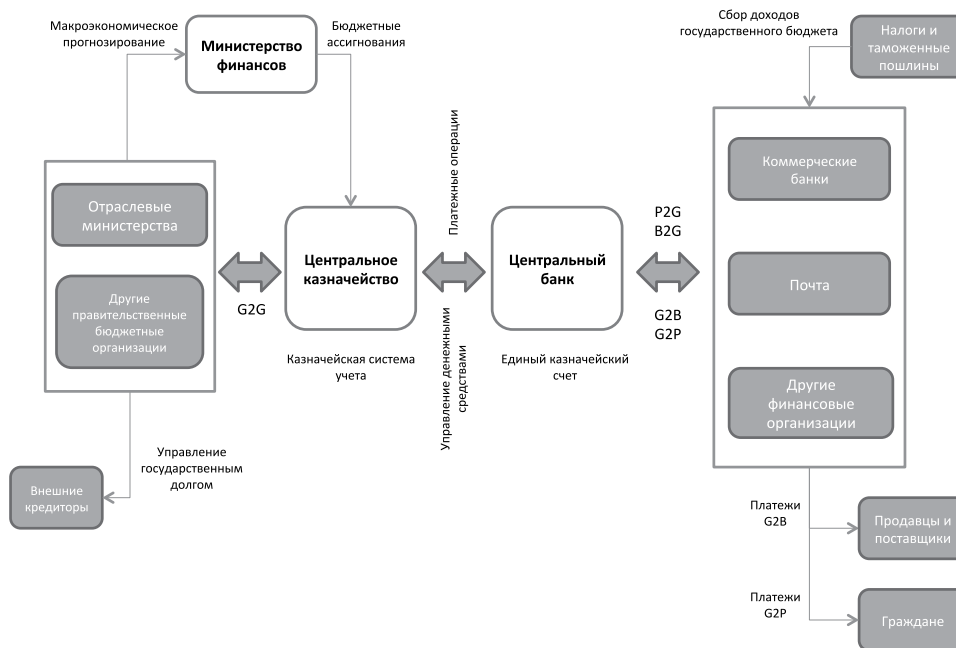 Макроэкономическое
прогнозирование
Министерство
финансов
Бюджетные
ассигнования
Сбор доходов
государственного бюджета
Налоги и
таможенные
пошлины
Отраслевые
министерства
Другие
правительственные
бюджетные
организации
G2G
Центральное
казначейство
Казначейская система
учета
Платежные операции
Управление денежными
средствами
Центральный
банк
Единый казначейский
счет
P2G
B2G
G2B
G2P
Коммерческие
банки
Почта
Другие
финансовые
организации
Управление
государственным
долгом
Внешние
кредиторы
Платежи
G2B
Продавцы и
поставщики
Платежи
G2P
Граждане